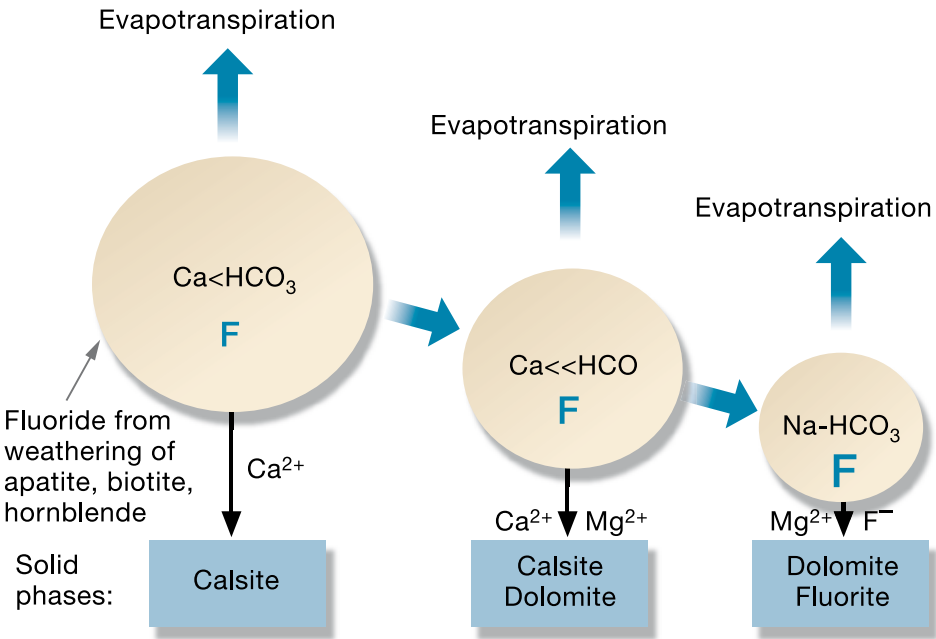 Evapotranspiration
Evapotranspiration
Evapotranspiration
Ca<HCO₃
F
Ca<<HCO
F
Na-HCO₃
F
Fluoride from
weathering of
apatite, biotite,
hornblende
Ca²⁺
Ca²⁺ Mg²⁺
Mg²⁺ F⁻
Solid
phases:
Calsite
Calsite
Dolomite
Dolomite
Fluorite